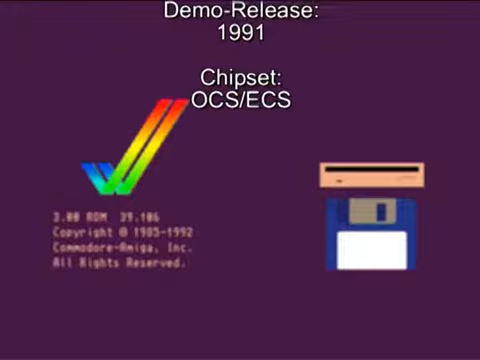 Demo-Release:
1991
Chipset:
OCS/ECS
3.00 ROM 39.106
Copyright © 1985-1992
Commodore-Amiga, Inc.
All Rights Reserved.